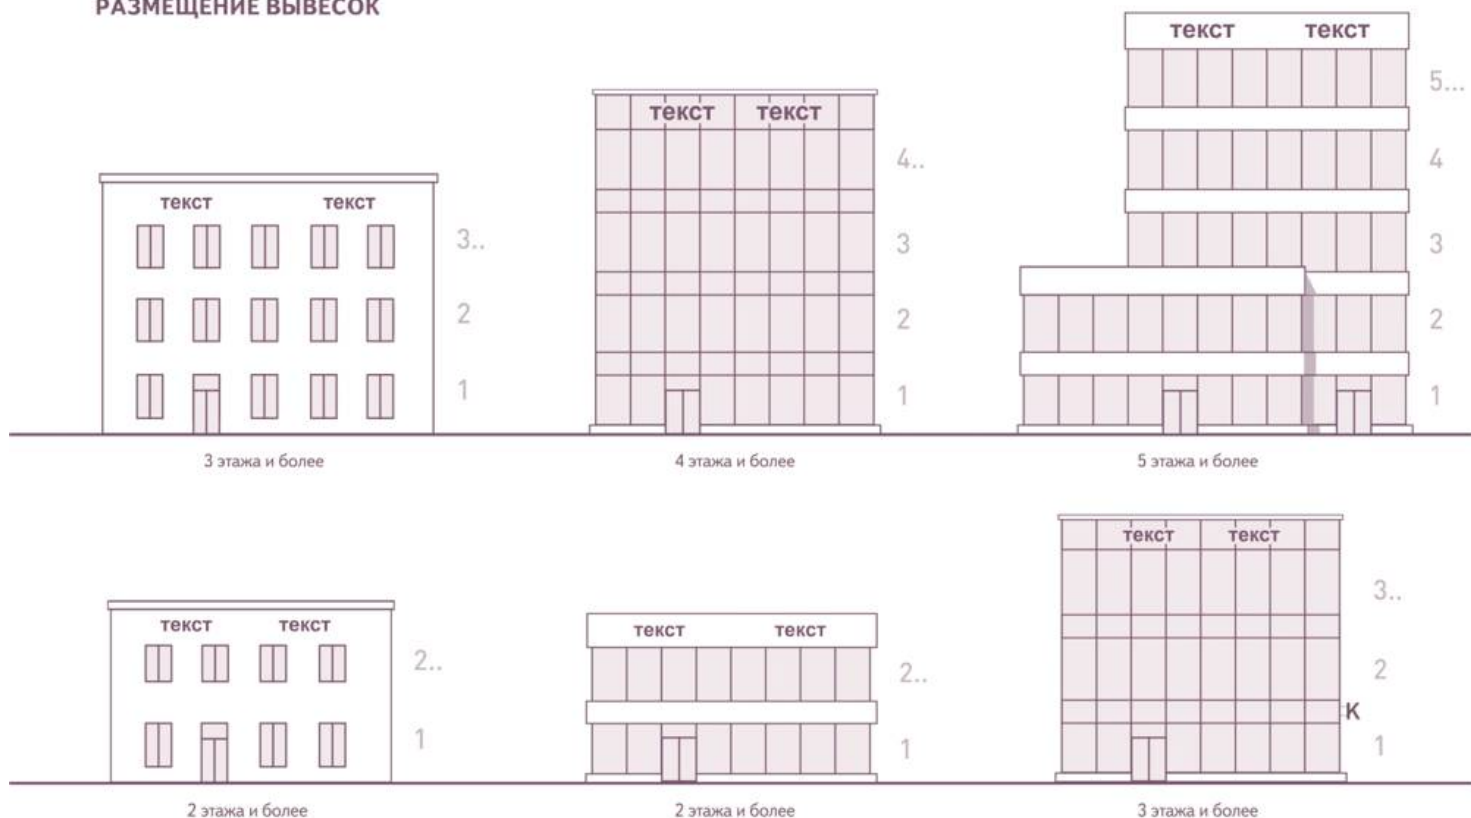 РАЗМЕЩЕНИЕ ВЫВЕСОК
текст текст
5...
4
3
2
1
текст текст
4..
3
2
1
текст текст
3..
2
1
3 этажа и более
4 этажа и более
5 этажа и более
текст текст
2..
1
текст текст
2..
1
текст текст
3..
2
К
1
2 этажа и более
2 этажа и более
3 этажа и более